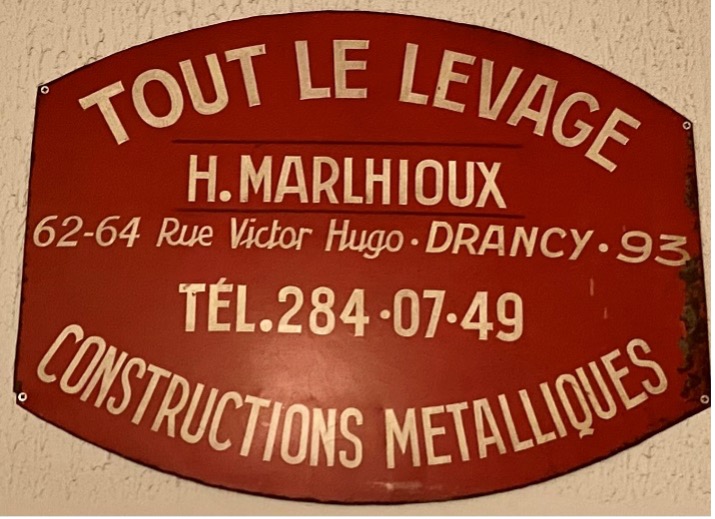 TOUT LE LEVAGE
H. MARLHIOUX
62-64 Rue Victor Hugo · DRANCY · 93
TÉL. 284·07·49
CONSTRUCTIONS METALLIQUES